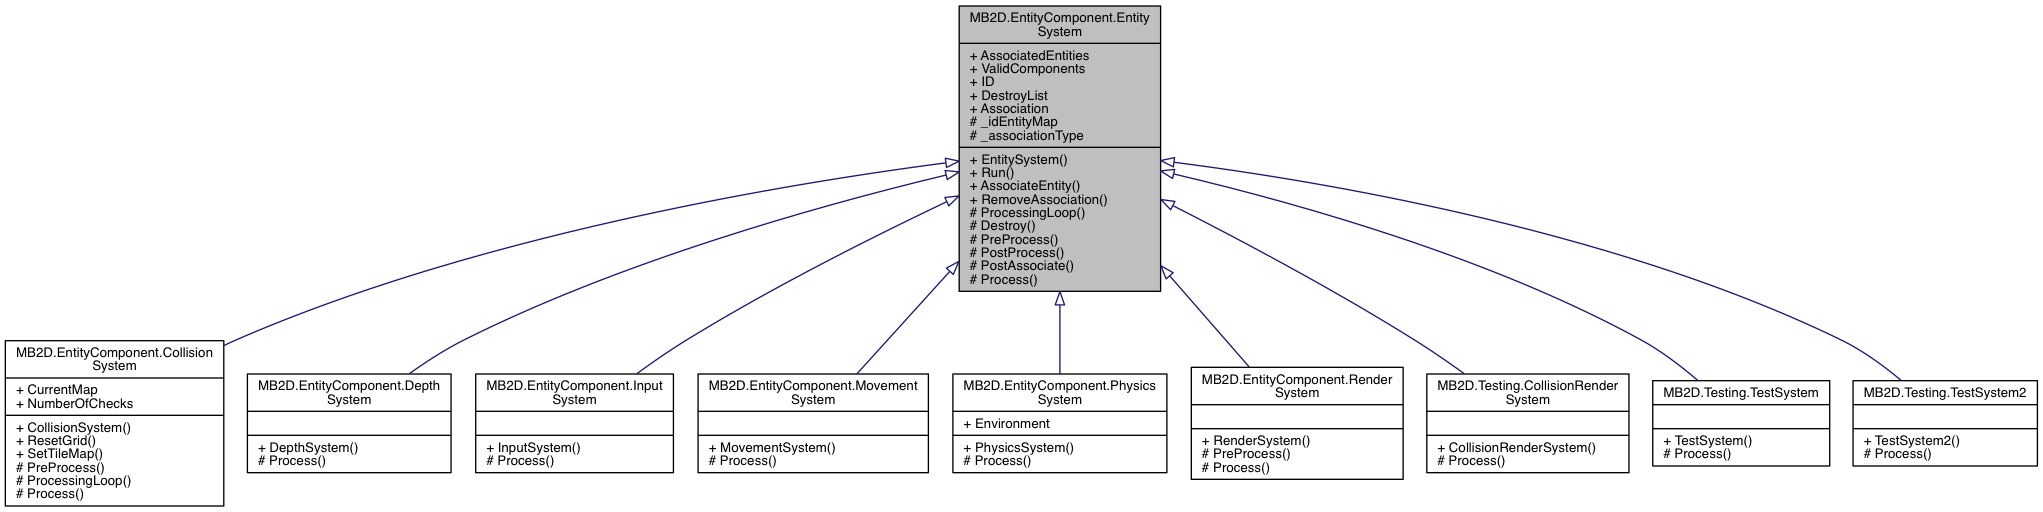 MB2D.EntityComponent.Entity
System
+ AssociatedEntities
+ ValidComponents
+ ID
+ DestroyList
+ Association
# _idEntityMap
# _associationType
+ EntitySystem()
+ Run()
+ AssociateEntity()
+ RemoveAssociation()
# ProcessingLoop()
# Destroy()
# PreProcess()
# PostProcess()
# PostAssociate()
# Process()
MB2D.EntityComponent.Collision
System
+ CurrentMap
+ NumberOfChecks
+ CollisionSystem()
+ ResetGrid()
+ SetTileMap()
# PreProcess()
# ProcessingLoop()
# Process()
MB2D.EntityComponent.Depth
System
+ DepthSystem()
# Process()
MB2D.EntityComponent.Input
System
+ InputSystem()
# Process()
MB2D.EntityComponent.Movement
System
+ MovementSystem()
# Process()
MB2D.EntityComponent.Physics
System
+ Environment
+ PhysicsSystem()
# Process()
MB2D.EntityComponent.Render
System
+ RenderSystem()
# PreProcess()
# Process()
MB2D.Testing.CollisionRender
System
+ CollisionRenderSystem()
# Process()
MB2D.Testing.TestSystem
+ TestSystem()
# Process()
MB2D.Testing.TestSystem2
+ TestSystem2()
# Process()